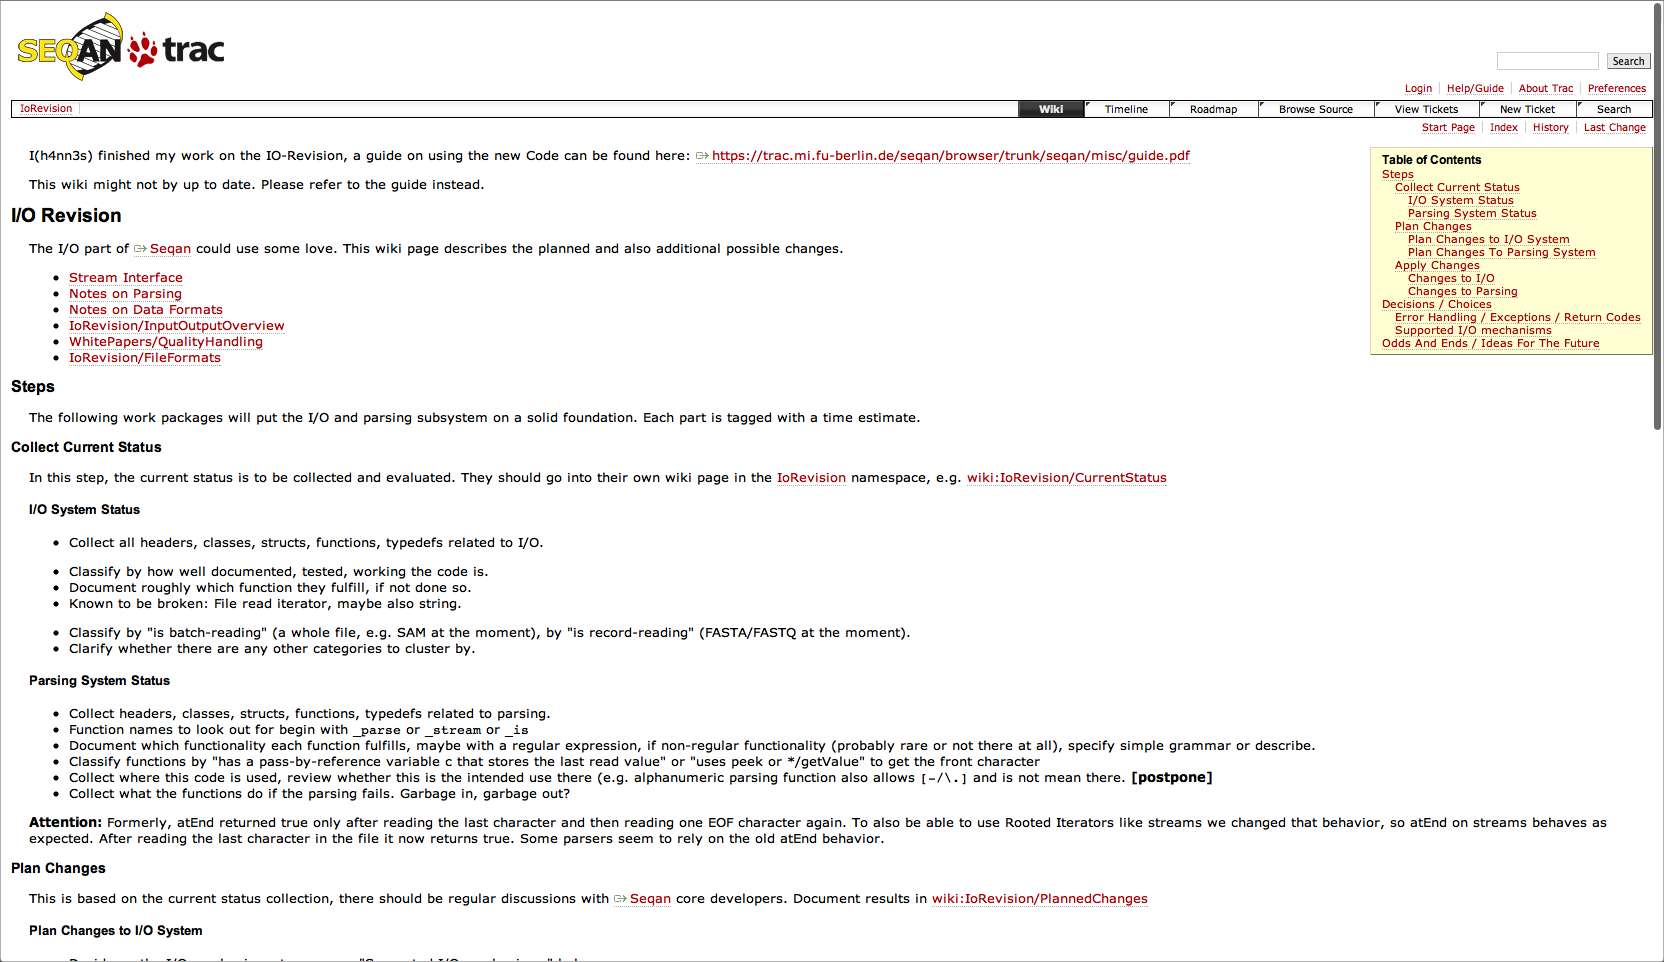 SEQAN trac
Search
Login Help/Guide About Trac Preferences
IoRevision Wiki Timeline Roadmap Browse Source View Tickets New Ticket Search
Start Page Index History Last Change
I(h4nn3s) finished my work on the IO-Revision, a guide on using the new Code can be found here: https://trac.mi.fu-berlin.de/seqan/browser/trunk/seqan/misc/guide.pdf
This wiki might not by up to date. Please refer to the guide instead.
Table of Contents
Steps
Collect Current Status
I/O System Status
Parsing System Status
Plan Changes
Plan Changes to I/O System
Plan Changes To Parsing System
Apply Changes
Changes to I/O
Changes to Parsing
Decisions / Choices
Error Handling / Exceptions / Return Codes
Supported I/O mechanisms
Odds And Ends / Ideas For The Future
I/O Revision
The I/O part of Seqan could use some love. This wiki page describes the planned and also additional possible changes.
• Stream Interface
• Notes on Parsing
• Notes on Data Formats
• IoRevision/InputOutputOverview
• WhitePapers/QualityHandling
• IoRevision/FileFormats
Steps
The following work packages will put the I/O and parsing subsystem on a solid foundation. Each part is tagged with a time estimate.
Collect Current Status
In this step, the current status is to be collected and evaluated. They should go into their own wiki page in the IoRevision namespace, e.g. wiki:IoRevision/CurrentStatus
I/O System Status
• Collect all headers, classes, structs, functions, typedefs related to I/O.
• Classify by how well documented, tested, working the code is.
• Document roughly which function they fulfill, if not done so.
• Known to be broken: File read iterator, maybe also string.
• Classify by "is batch-reading" (a whole file, e.g. SAM at the moment), by "is record-reading" (FASTA/FASTQ at the moment).
• Clarify whether there are any other categories to cluster by.
Parsing System Status
• Collect headers, classes, structs, functions, typedefs related to parsing.
• Function names to look out for begin with _parse or _stream or _is
• Document which functionality each function fulfills, maybe with a regular expression, if non-regular functionality (probably rare or not there at all), specify simple grammar or describe.
• Classify functions by "has a pass-by-reference variable c that stores the last read value" or "uses peek or */getValue" to get the front character
• Collect where this code is used, review whether this is the intended use there (e.g. alphanumeric parsing function also allows [-/\.] and is not mean there. [postpone]
• Collect what the functions do if the parsing fails. Garbage in, garbage out?
Attention: Formerly, atEnd returned true only after reading the last character and then reading one EOF character again. To also be able to use Rooted Iterators like streams we changed that behavior, so atEnd on streams behaves as
expected. After reading the last character in the file it now returns true. Some parsers seem to rely on the old atEnd behavior.
Plan Changes
This is based on the current status collection, there should be regular discussions with Seqan core developers. Document results in wiki:IoRevision/PlannedChanges
Plan Changes to I/O System